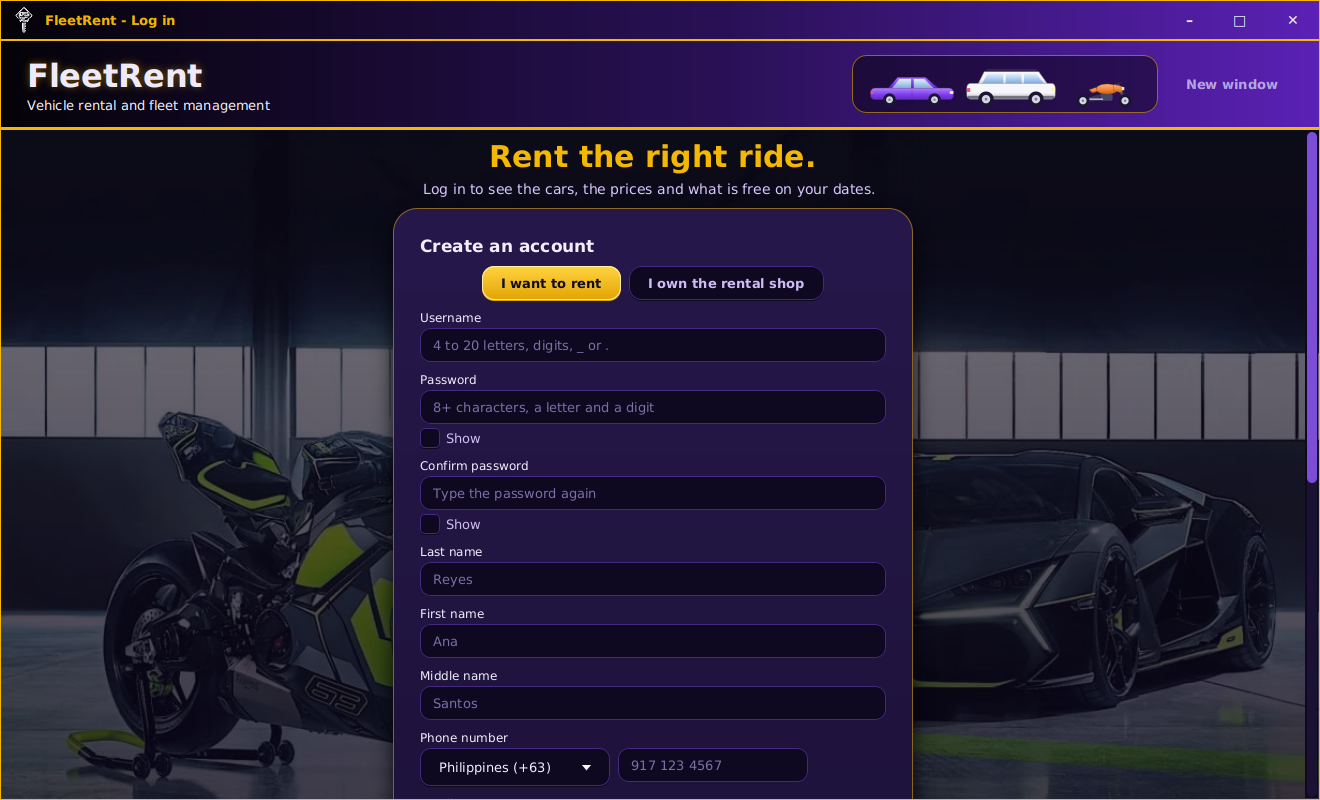 FleetRent - Log in
FleetRent
Vehicle rental and fleet management
New window
Rent the right ride.
Log in to see the cars, the prices and what is free on your dates.
Create an account
I want to rent
I own the rental shop
Username
4 to 20 letters, digits, _ or .
Password
8+ characters, a letter and a digit
Show
Confirm password
Type the password again
Show
Last name
Reyes
First name
Ana
Middle name
Santos
Phone number
Philippines (+63)
917 123 4567